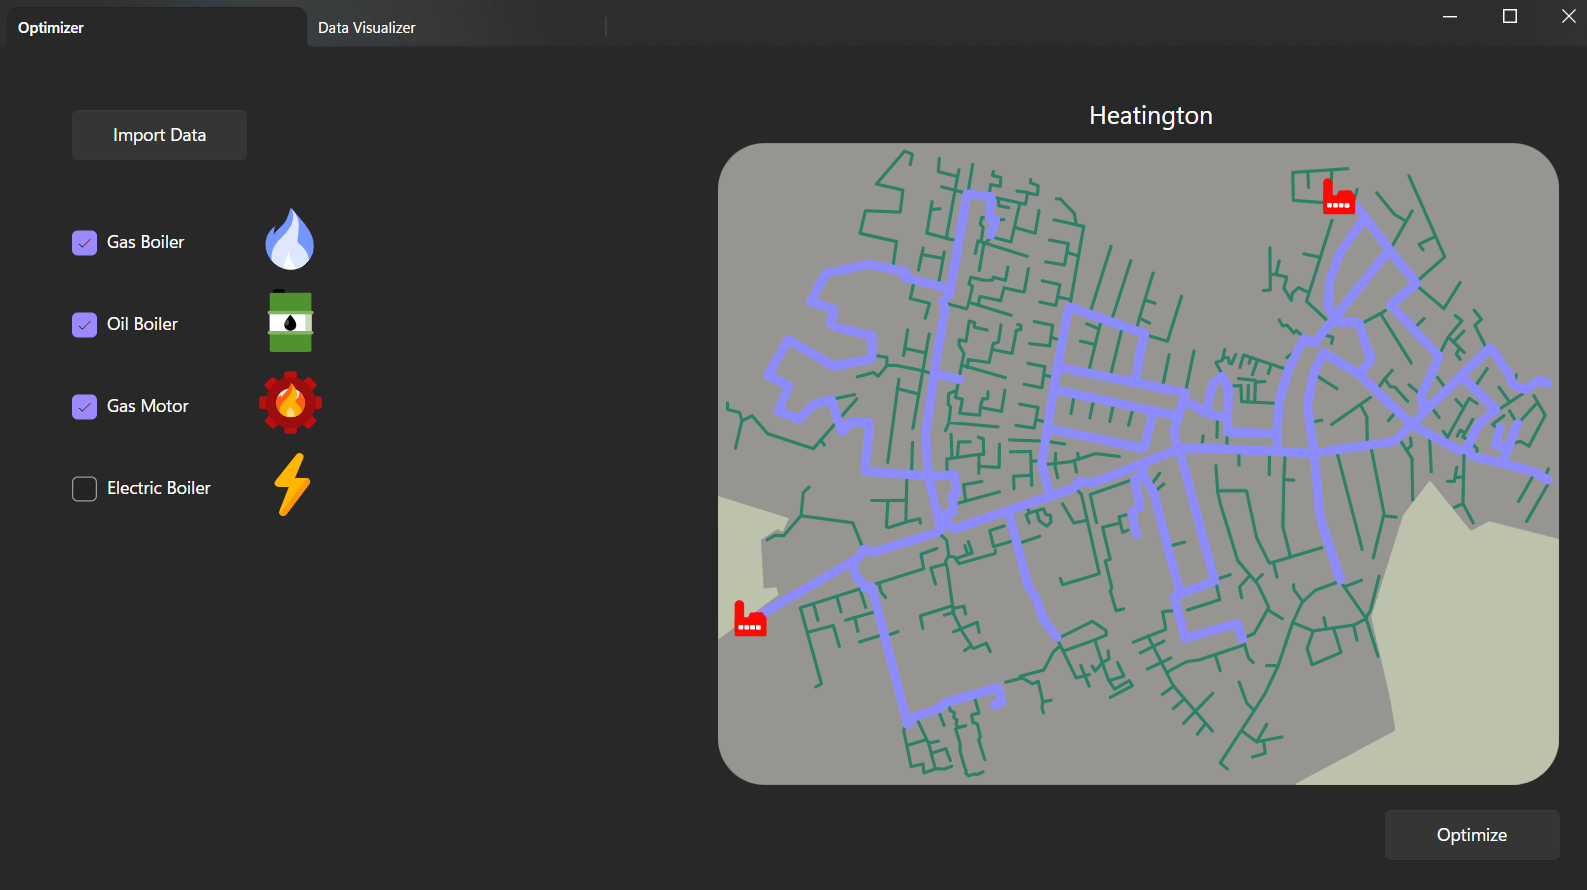 Optimizer
Data Visualizer
Import Data
Heatington
Gas Boiler
Oil Boiler
Gas Motor
Electric Boiler
Optimize